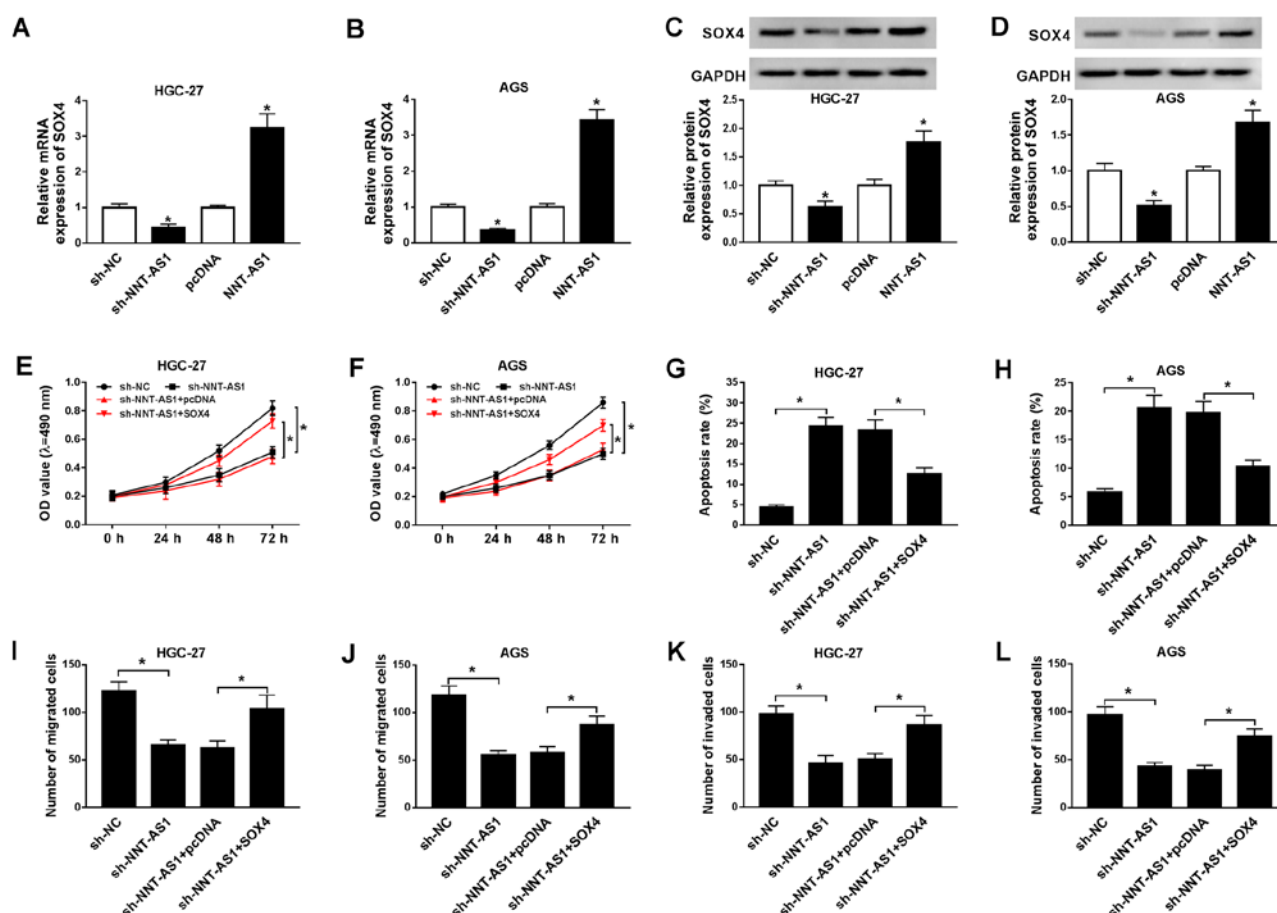 A
HGC-27
Relative mRNA
expression of SOX4
4
3
2
1
0
*
*
sh-NC
sh-NNT-AS1
pcDNA
NNT-AS1
B
AGS
Relative mRNA
expression of SOX4
4
3
2
1
0
*
*
sh-NC
sh-NNT-AS1
pcDNA
NNT-AS1
C
SOX4
GAPDH
HGC-27
Relative protein
expression of SOX4
2.5
2.0
1.5
1.0
0.5
0.0
*
*
sh-NC
sh-NNT-AS1
pcDNA
NNT-AS1
D
SOX4
GAPDH
AGS
Relative protein
expression of SOX4
2.0
1.5
1.0
0.5
0.0
*
*
sh-NC
sh-NNT-AS1
pcDNA
NNT-AS1
E
HGC-27
sh-NC sh-NNT-AS1
sh-NNT-AS1+pcDNA
sh-NNT-AS1+SOX4
OD value (λ=490 nm)
1.0
0.8
0.6
0.4
0.2
0.0
* *
0 h 24 h 48 h 72 h
F
AGS
sh-NC sh-NNT-AS1
sh-NNT-AS1+pcDNA
sh-NNT-AS1+SOX4
OD value (λ=490 nm)
1.0
0.8
0.6
0.4
0.2
0.0
* *
0 h 24 h 48 h 72 h
G
HGC-27
Apoptosis rate (%)
30
25
20
15
10
5
0
*
*
sh-NC
sh-NNT-AS1
sh-NNT-AS1+pcDNA
sh-NNT-AS1+SOX4
H
AGS
Apoptosis rate (%)
25
20
15
10
5
0
*
*
sh-NC
sh-NNT-AS1
sh-NNT-AS1+pcDNA
sh-NNT-AS1+SOX4
I
HGC-27
Number of migrated cells
150
100
50
0
*
*
sh-NC
sh-NNT-AS1
sh-NNT-AS1+pcDNA
sh-NNT-AS1+SOX4
J
AGS
Number of migrated cells
150
100
50
0
*
*
sh-NC
sh-NNT-AS1
sh-NNT-AS1+pcDNA
sh-NNT-AS1+SOX4
K
HGC-27
Number of invaded cells
150
100
50
0
*
*
sh-NC
sh-NNT-AS1
sh-NNT-AS1+pcDNA
sh-NNT-AS1+SOX4
L
AGS
Number of invaded cells
150
100
50
0
*
*
sh-NC
sh-NNT-AS1
sh-NNT-AS1+pcDNA
sh-NNT-AS1+SOX4